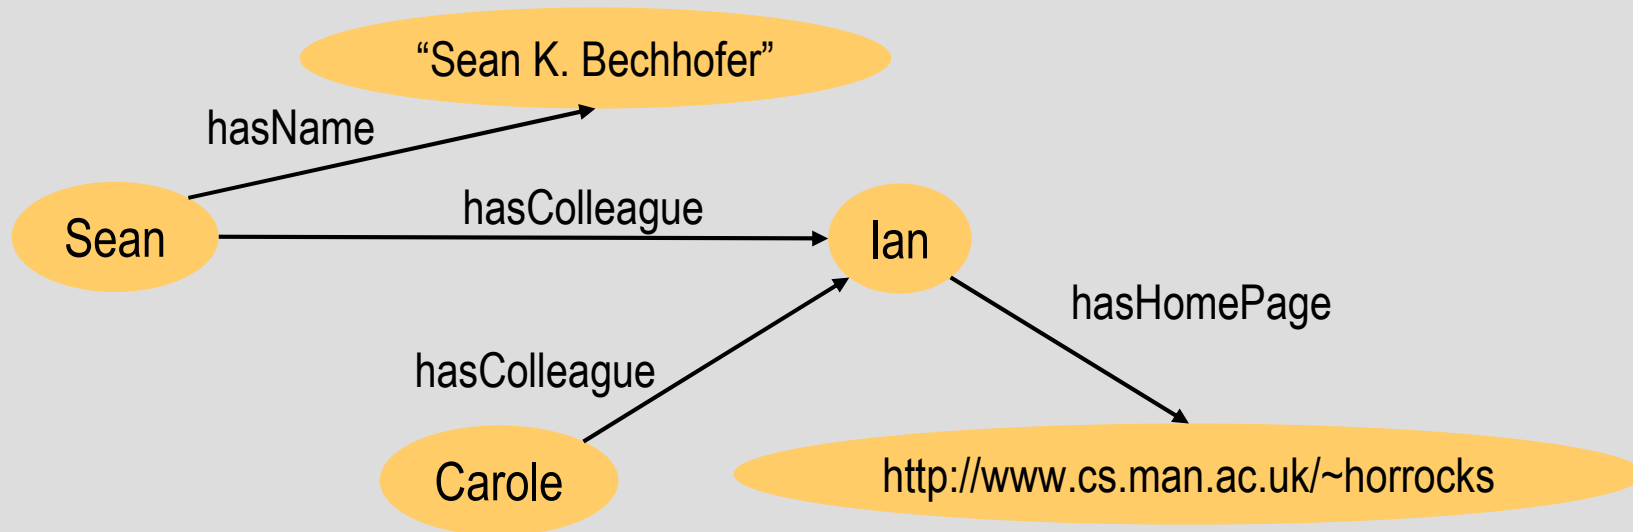 “Sean K. Bechhofer”
hasName
hasColleague
Sean
Ian
hasHomePage
hasColleague
Carole
http://www.cs.man.ac.uk/~horrocks